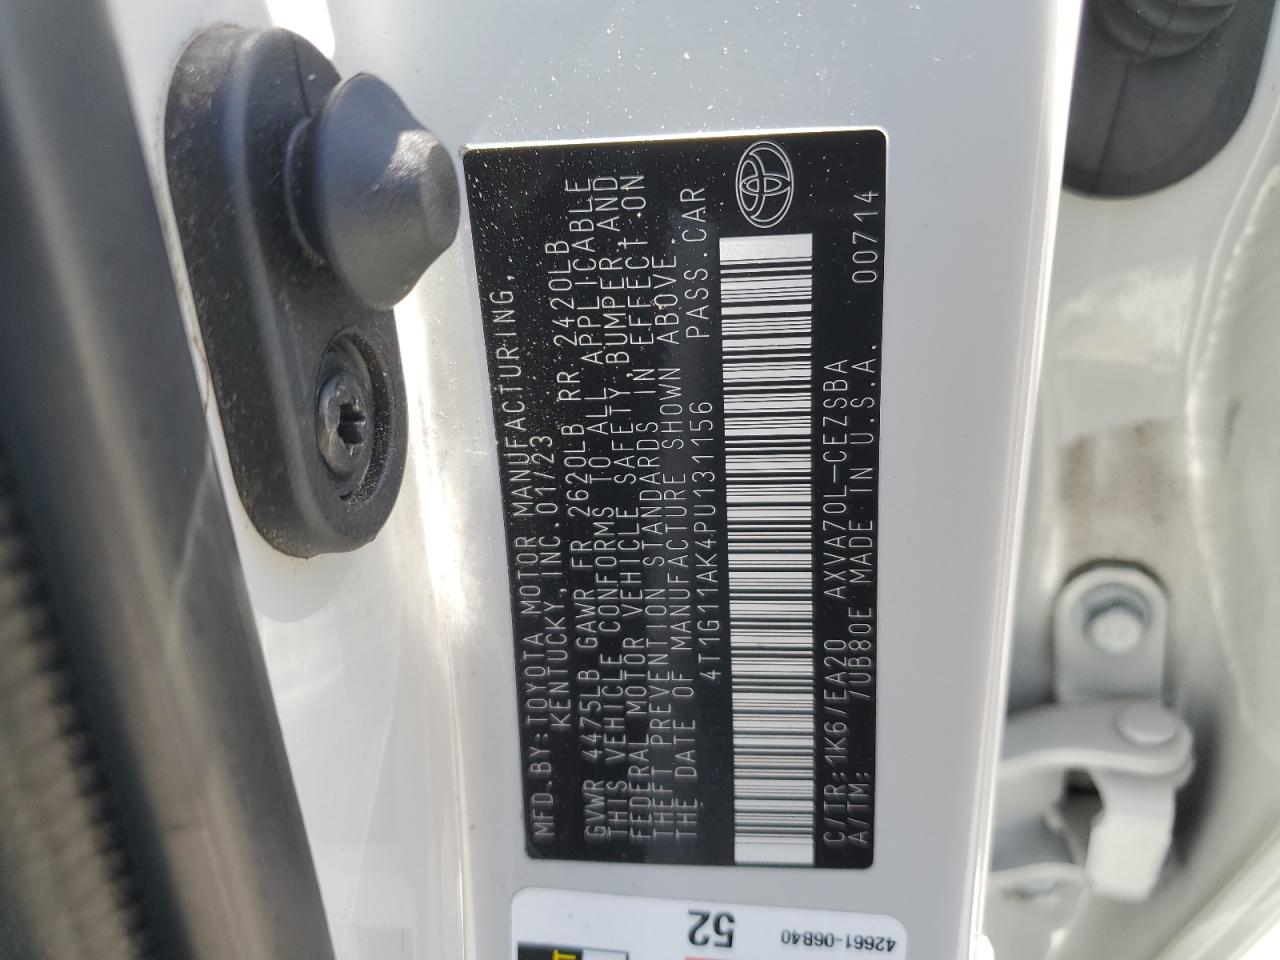 MFD.BY:TOYOTA MOTOR MANUFACTURING,
KENTUCKY,INC.01/23
GVWR 4475LB GAWR FR 2620LB RR 2420LB
THIS VEHICLE CONFORMS TO ALL APPLICABLE
FEDERAL MOTOR VEHICLE SAFETY,BUMPER,AND
THEFT PREVENTION STANDARDS IN EFFECT ON
THE DATE OF MANUFACTURE SHOWN ABOVE.
4T1G11AK4PU131156 PASS.CAR
C/TR:1K6/EA20 AXVA70L-CEZSBA
A/TM: /UB80E MADE IN U.S.A. 00714
52
42661-06B40